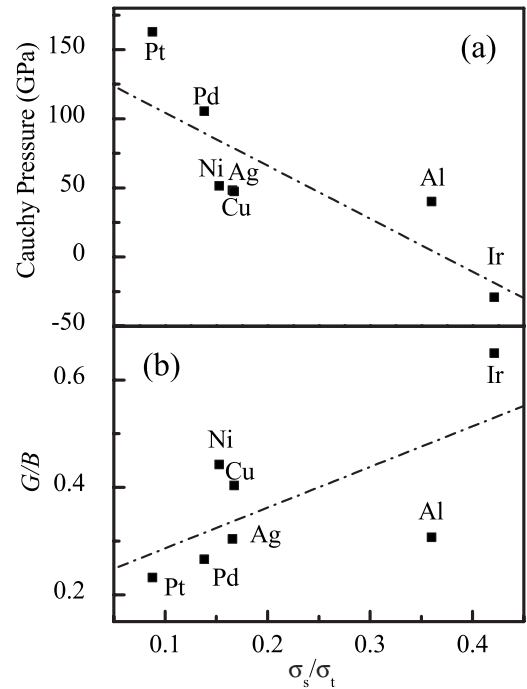 (a)
Cauchy Pressure (GPa)
150
100
50
0
-50
Pt
Pd
Ni
Ag
Cu
Al
Ir
(b)
G/B
0.6
0.4
0.2
Ir
Ni
Cu
Ag
Al
Pt
Pd
0.1 0.2 0.3 0.4
σs/σt